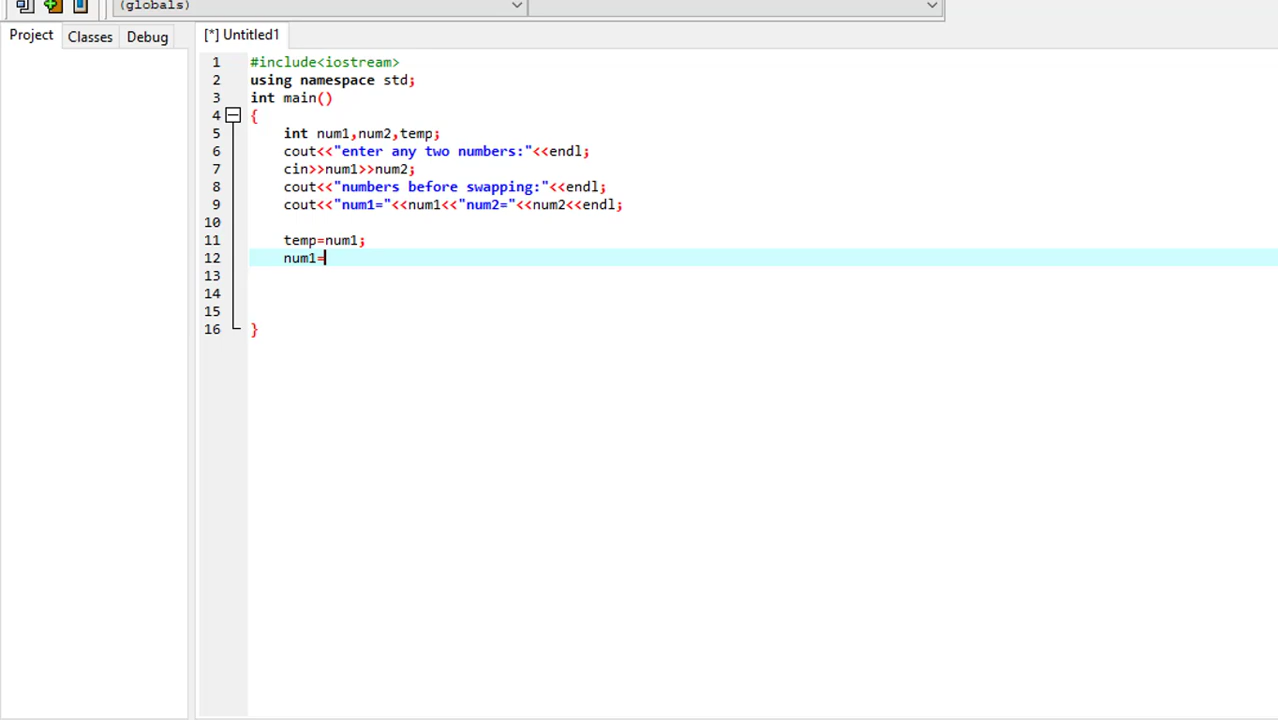 (globals)
Project Classes Debug [*] Untitled1
1 #include<iostream>
2 using namespace std;
3 int main()
4 {
5 int num1,num2,temp;
6 cout<<"enter any two numbers:"<<endl;
7 cin>>num1>>num2;
8 cout<<"numbers before swapping:"<<endl;
9 cout<<"num1="<<num1<<"num2="<<num2<<endl;
10
11 temp=num1;
12 num1=
13
14
15
16 }